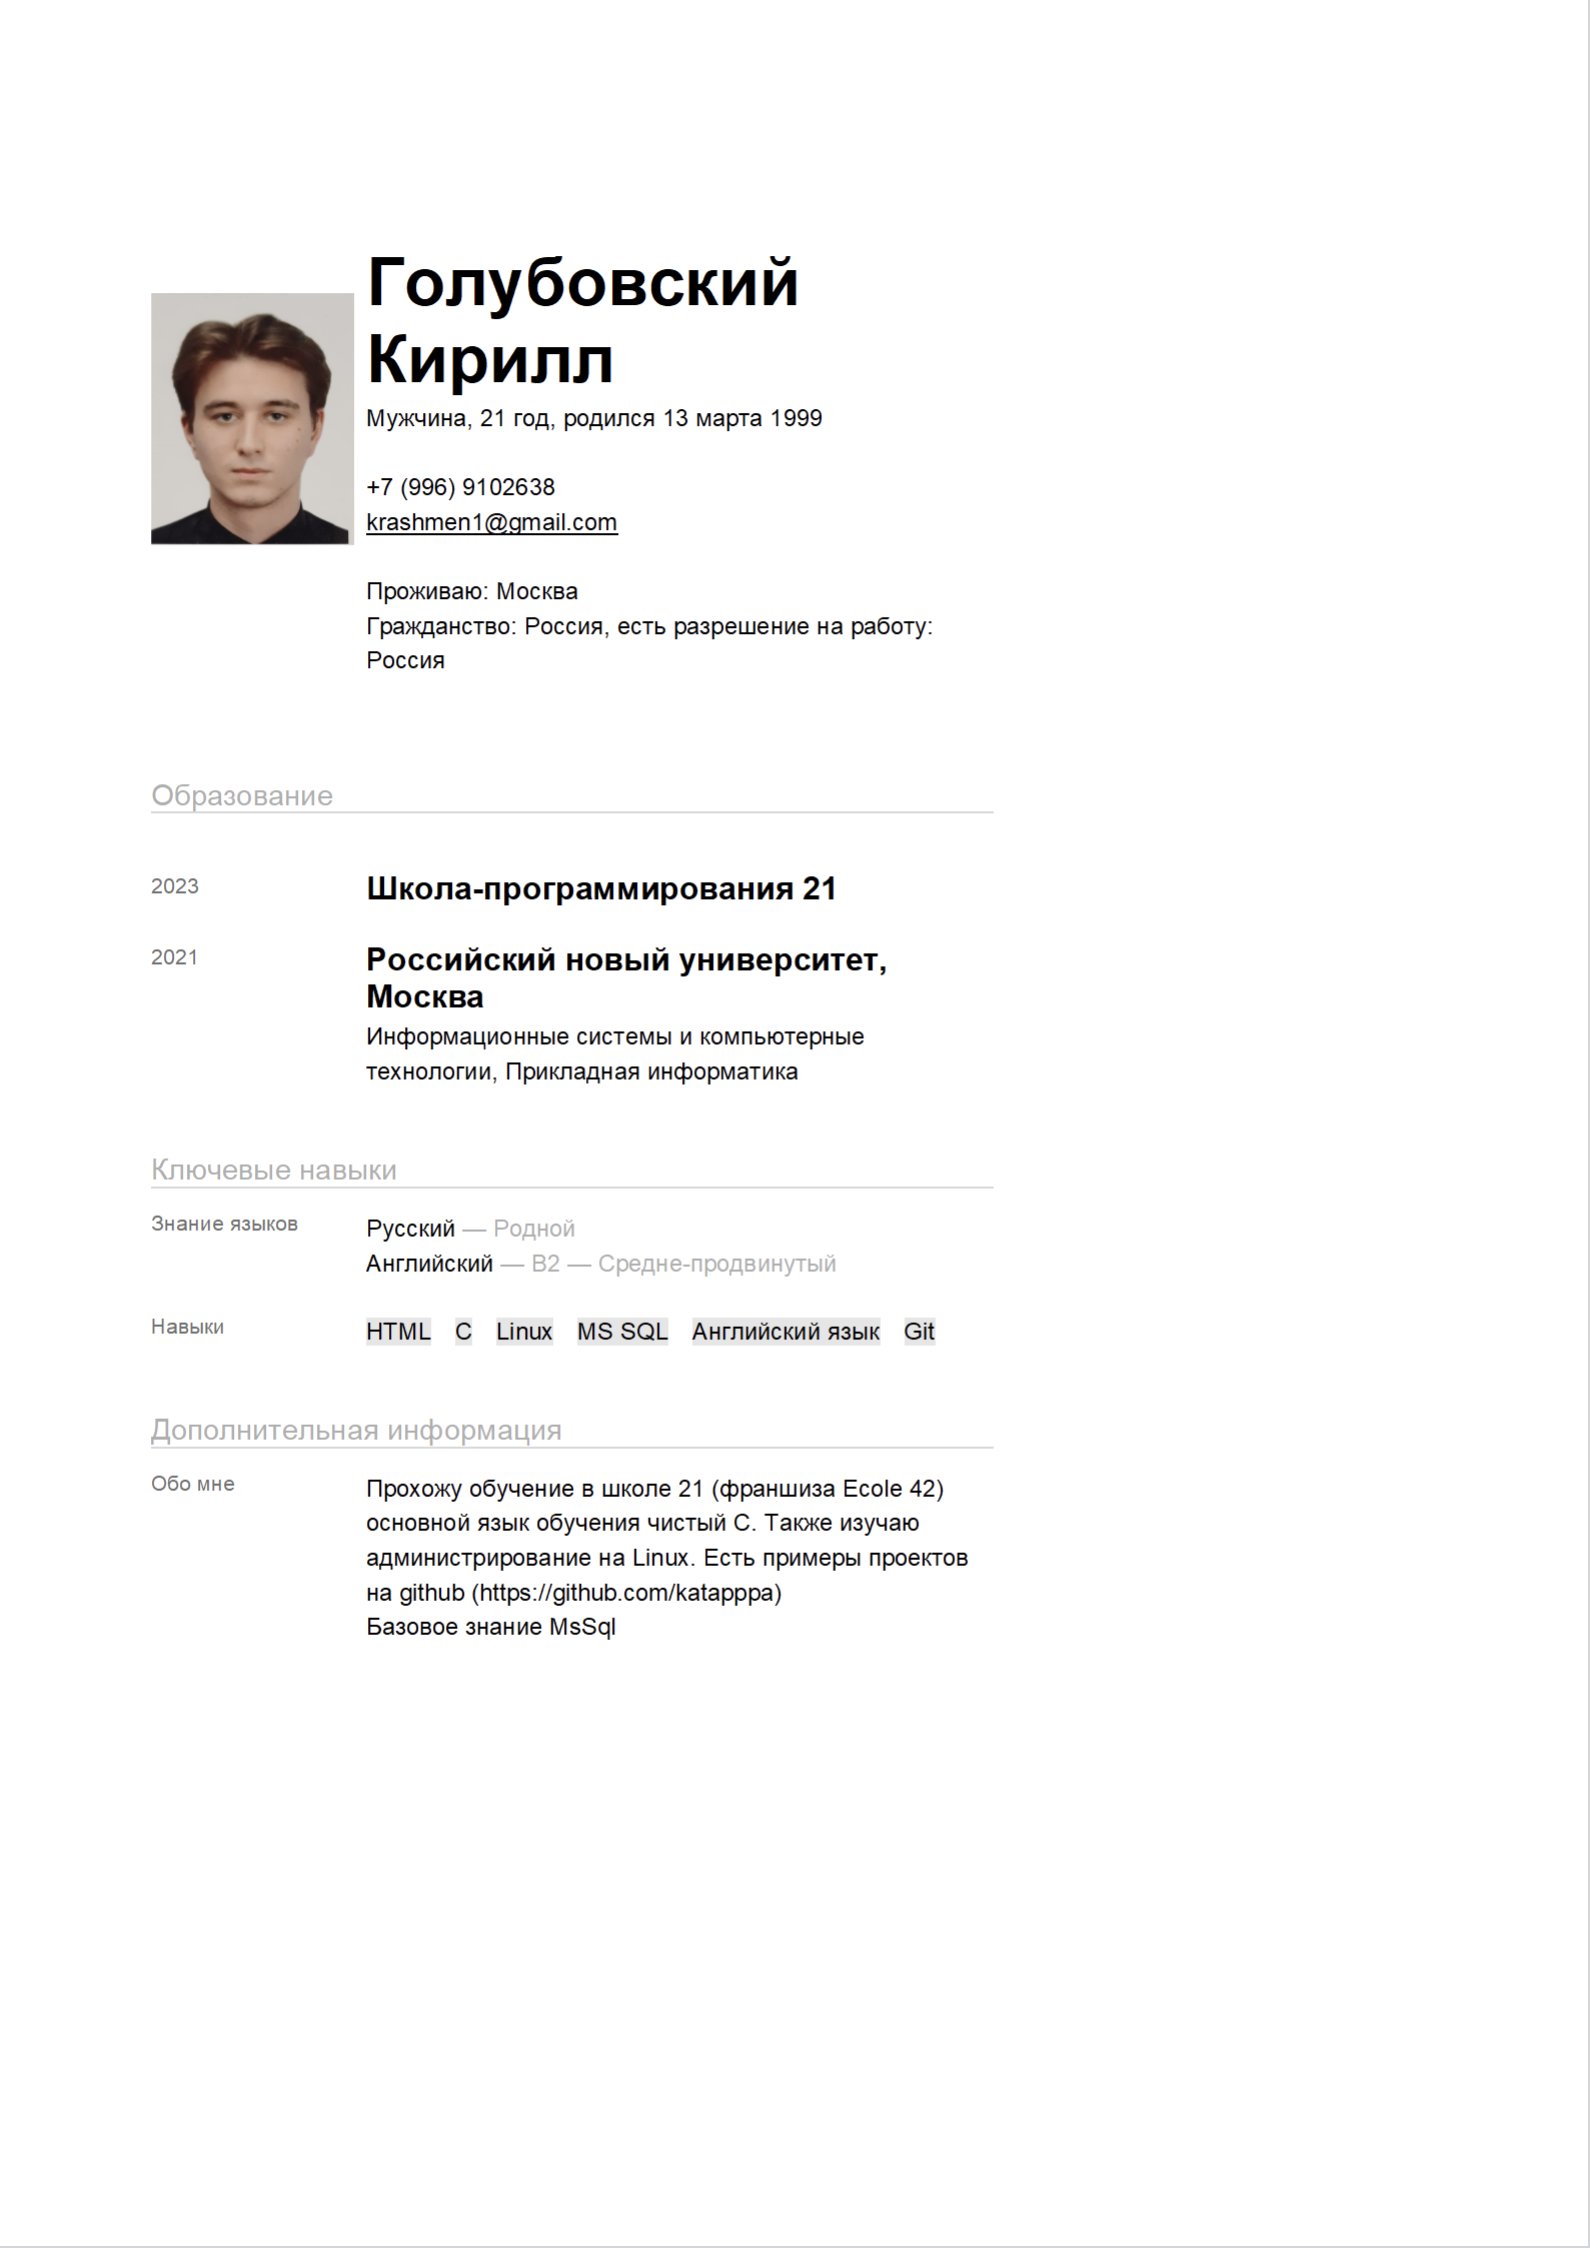 Голубовский
Кирилл
Мужчина, 21 год, родился 13 марта 1999
+7 (996) 9102638
krashmen1@gmail.com
Проживаю: Москва
Гражданство: Россия, есть разрешение на работу:
Россия
Образование
2023
Школа-программирования 21
2021
Российский новый университет,
Москва
Информационные системы и компьютерные
технологии, Прикладная информатика
Ключевые навыки
Знание языков
Русский — Родной
Английский — B2 — Средне-продвинутый
Навыки
HTML C Linux MS SQL Английский язык Git
Дополнительная информация
Обо мне
Прохожу обучение в школе 21 (франшиза Ecole 42)
основной язык обучения чистый С. Также изучаю
администрирование на Linux. Есть примеры проектов
на github (https://github.com/katapppa)
Базовое знание MsSql